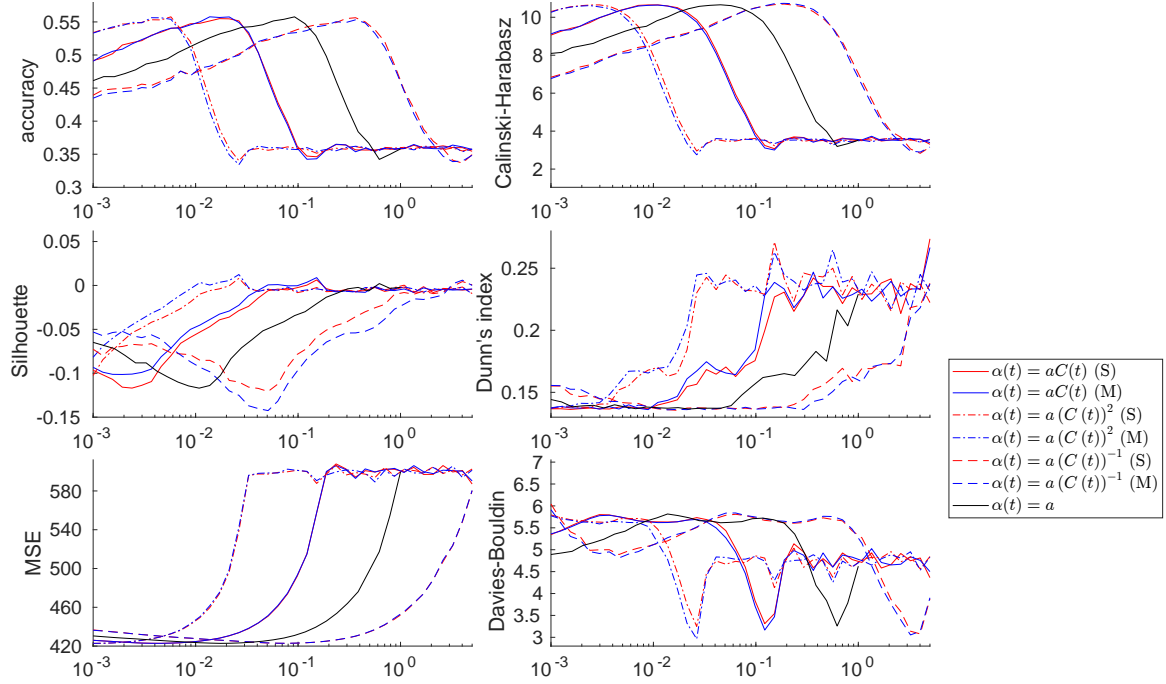 0.55
0.5
0.45
0.4
0.35
0.3
accuracy
10^-3 10^-2 10^-1 10^0
10
8
6
4
2
Calinski-Harabasz
10^-3 10^-2 10^-1 10^0
0.05
0
-0.05
-0.1
-0.15
Silhouette
10^-3 10^-2 10^-1 10^0
0.25
0.2
0.15
Dunn's index
10^-3 10^-2 10^-1 10^0
580
540
500
460
420
MSE
10^-3 10^-2 10^-1 10^0
7
6.5
6
5.5
5
4.5
4
3.5
3
Davies-Bouldin
10^-3 10^-2 10^-1 10^0
α(t) = aC(t) (S)
α(t) = aC(t) (M)
α(t) = a (C (t))^2 (S)
α(t) = a (C (t))^2 (M)
α(t) = a (C (t))^−1 (S)
α(t) = a (C (t))^−1 (M)
α(t) = a